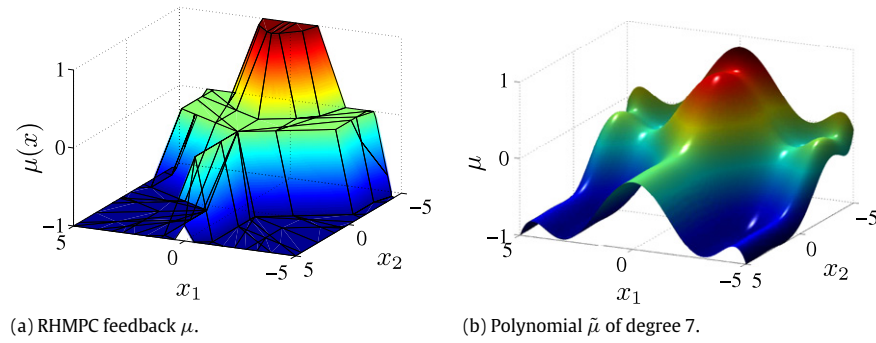 1
0
−1
μ(x)
5
0
−5
x₁
5
0
−5
x₂
(a) RHMPC feedback μ.
1
0
−1
μ
5
0
−5
x₁
5
0
−5
x₂
(b) Polynomial μ̃ of degree 7.